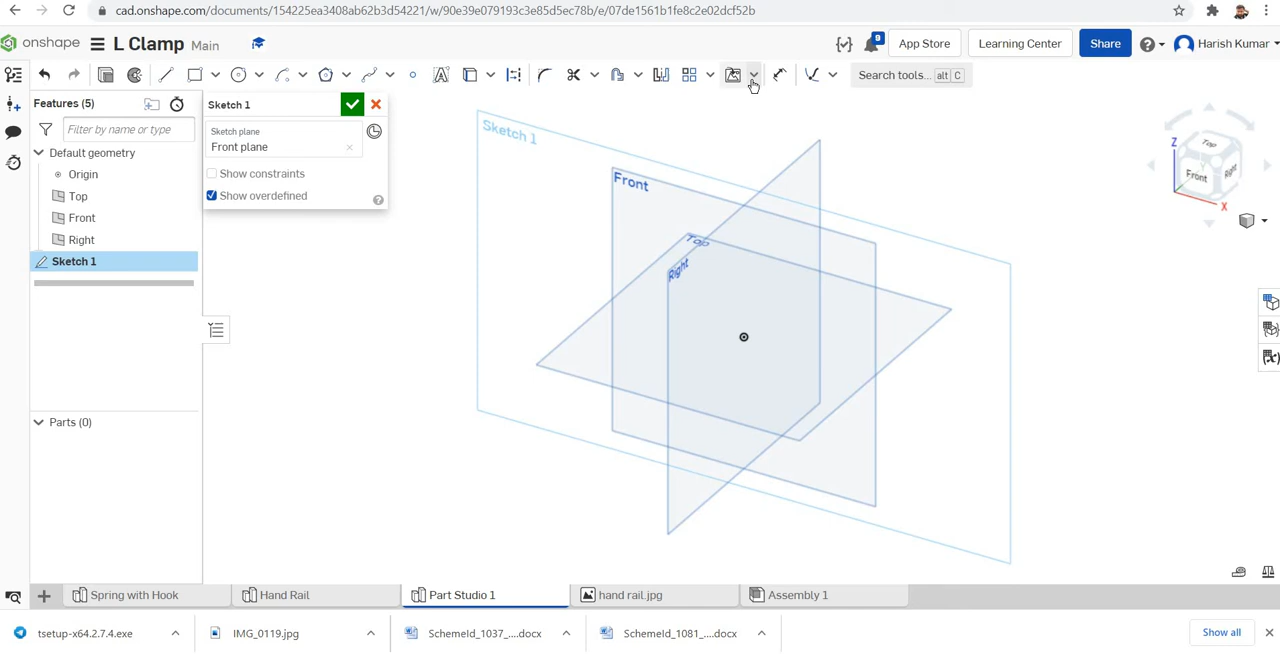 cad.onshape.com/documents/154225ea3408ab62b3d54221/w/90e39e079173c3e85d5ec78b/e/07de1561b1fe8c2e02dcf52b
onshape L Clamp Main 9 App Store Learning Center Share Harish Kumar
Search tools... alt C
Features (5)
Filter by name or type
Default geometry
Origin
Top
Front
Right
Sketch 1
Parts (0)
Sketch 1
Sketch plane
Front plane
Show constraints
Show overdefined
Sketch 1
Front
Top
Right
Z
Top
Front
Right
X
Spring with Hook Hand Rail Part Studio 1 hand rail.jpg Assembly 1
tsetup-x64.2.7.4.exe IMG_0119.jpg SchemeId_1037_....docx SchemeId_1081_....docx Show all